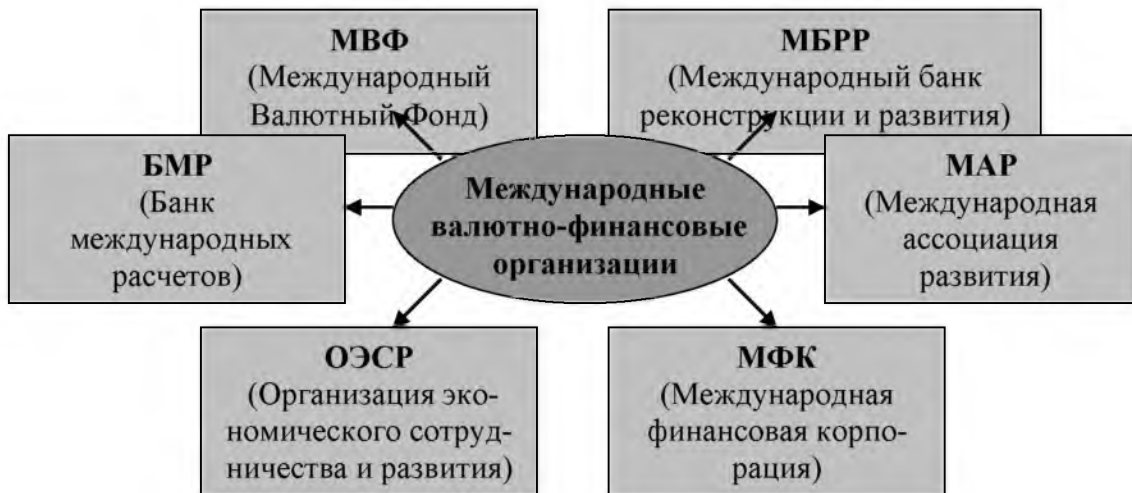 МВФ
(Международный
Валютный Фонд)
МБРР
(Международный банк
реконструкции и развития)
БМР
(Банк
международных
расчетов)
Международные
валютно-финансовые
организации
МАР
(Международная
ассоциация
развития)
ОЭСР
(Организация эко-
номического сотруд-
ничества и развития)
МФК
(Международная
финансовая корпо-
рация)